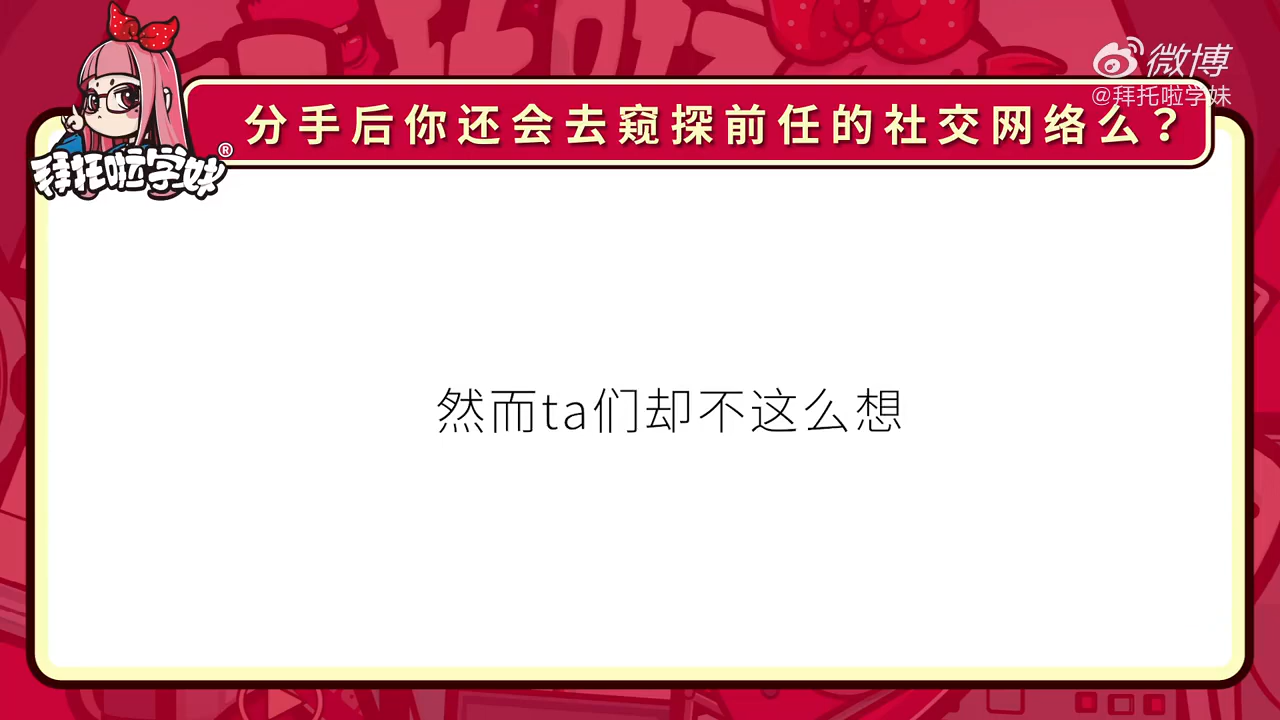 微博
@拜托啦学妹
分手后你还会去窥探前任的社交网络么？
拜托啦学妹®
然而ta们却不这么想